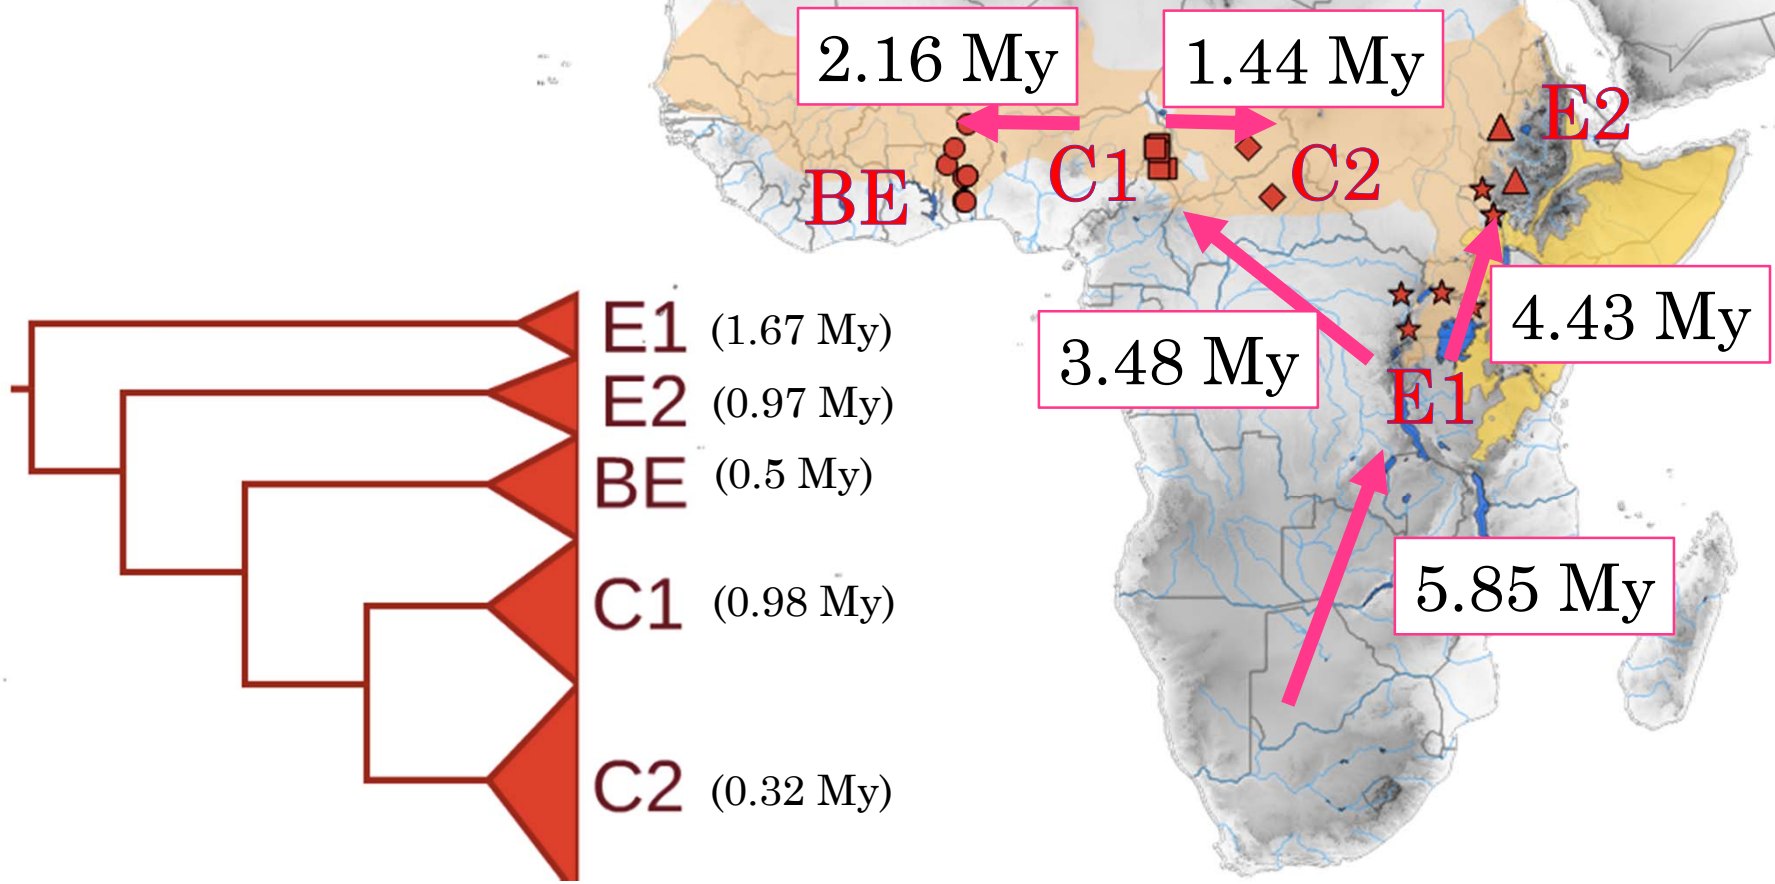 2.16 My
1.44 My
E2
BE
C1
C2
E1 (1.67 My)
E2 (0.97 My)
BE (0.5 My)
C1 (0.98 My)
C2 (0.32 My)
3.48 My
4.43 My
E1
5.85 My